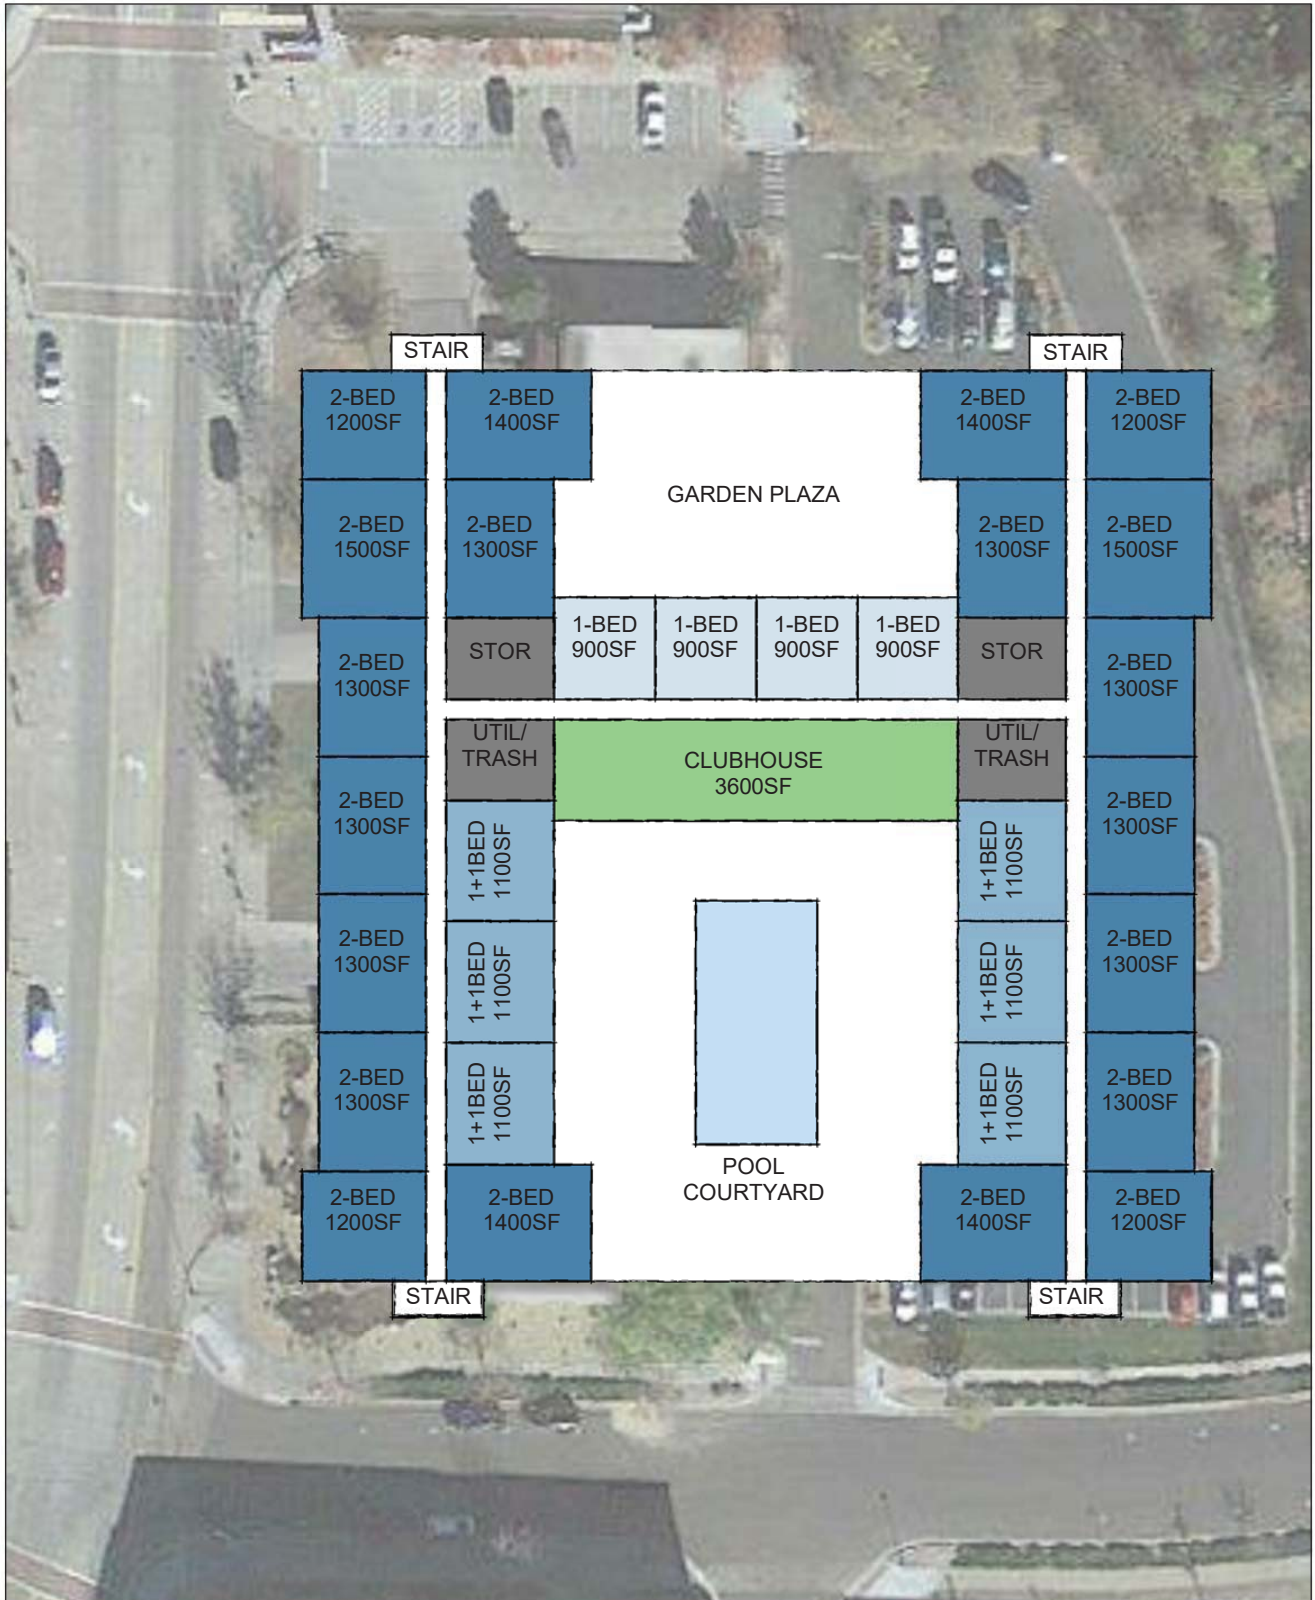 STAIR
STAIR
2-BED
1200SF
2-BED
1400SF
2-BED
1400SF
2-BED
1200SF
GARDEN PLAZA
2-BED
1500SF
2-BED
1300SF
2-BED
1300SF
2-BED
1500SF
1-BED
900SF
1-BED
900SF
1-BED
900SF
1-BED
900SF
2-BED
1300SF
STOR
STOR
2-BED
1300SF
UTIL/
TRASH
CLUBHOUSE
3600SF
UTIL/
TRASH
2-BED
1300SF
2-BED
1300SF
1+1BED
1100SF
1+1BED
1100SF
2-BED
1300SF
1+1BED
1100SF
1+1BED
1100SF
2-BED
1300SF
2-BED
1300SF
1+1BED
1100SF
1+1BED
1100SF
2-BED
1300SF
POOL
COURTYARD
2-BED
1200SF
2-BED
1400SF
2-BED
1400SF
2-BED
1200SF
STAIR
STAIR